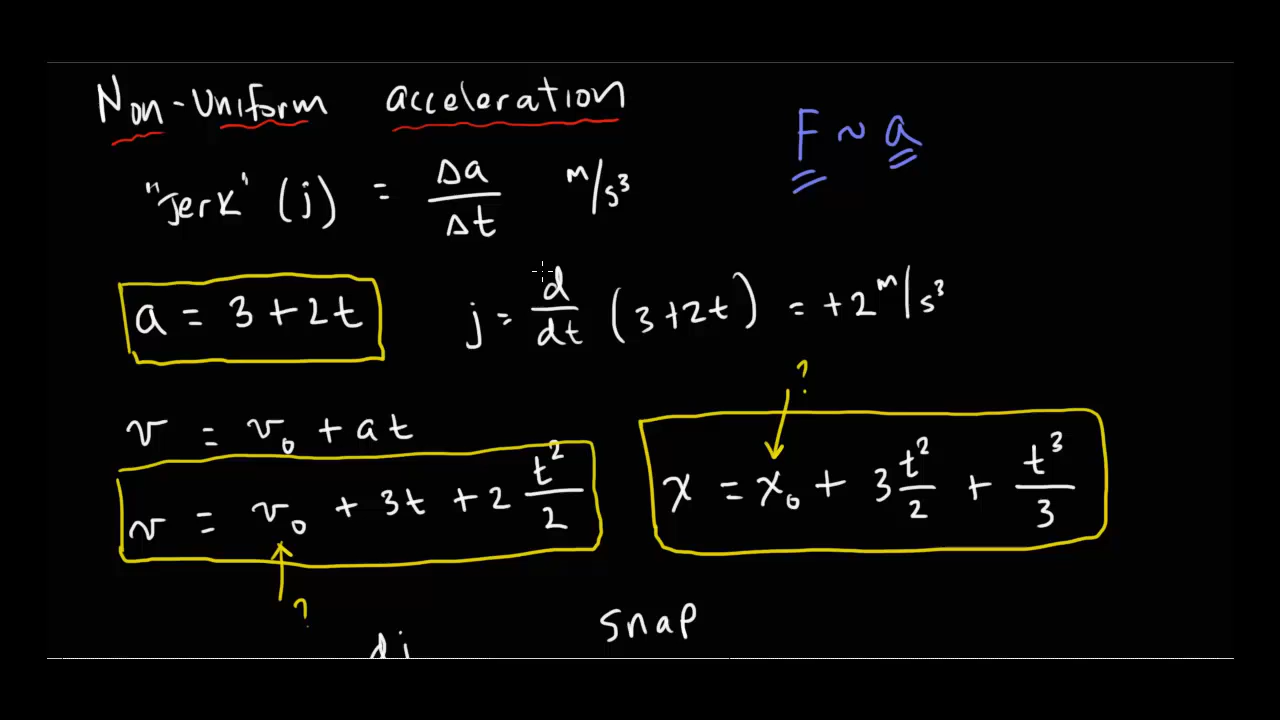 Non-Uniform acceleration
F ~ a
"Jerk" (j) = Δa/Δt m/s³
a = 3 + 2t
j = d/dt (3+2t) = +2 m/s³
?
v = v₀ + at
v = v₀ + 3t + 2 t²/2
x = x₀ + 3 t²/2 + t³/3
?
snap
dj